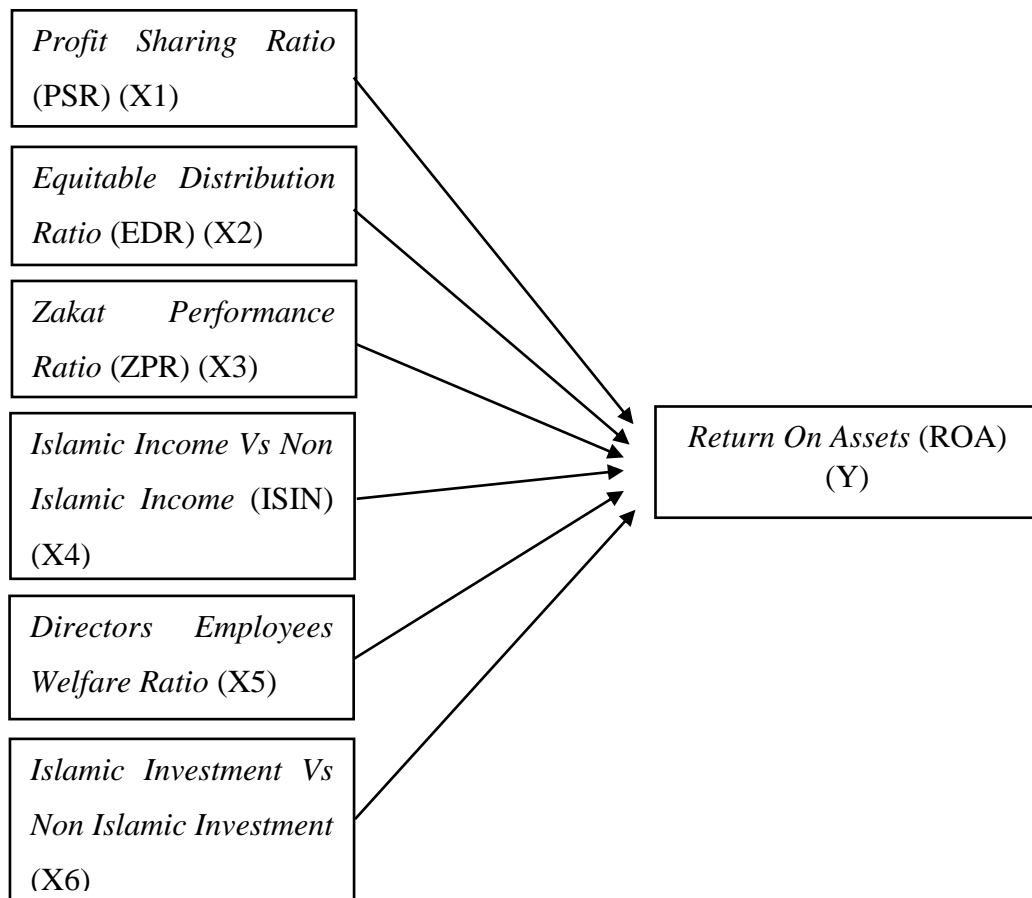 Profit Sharing Ratio
(PSR) (X1)
Equitable Distribution
Ratio (EDR) (X2)
Zakat Performance
Ratio (ZPR) (X3)
Islamic Income Vs Non
Islamic Income (ISIN)
(X4)
Directors Employees
Welfare Ratio (X5)
Islamic Investment Vs
Non Islamic Investment
(X6)
Return On Assets (ROA)
(Y)